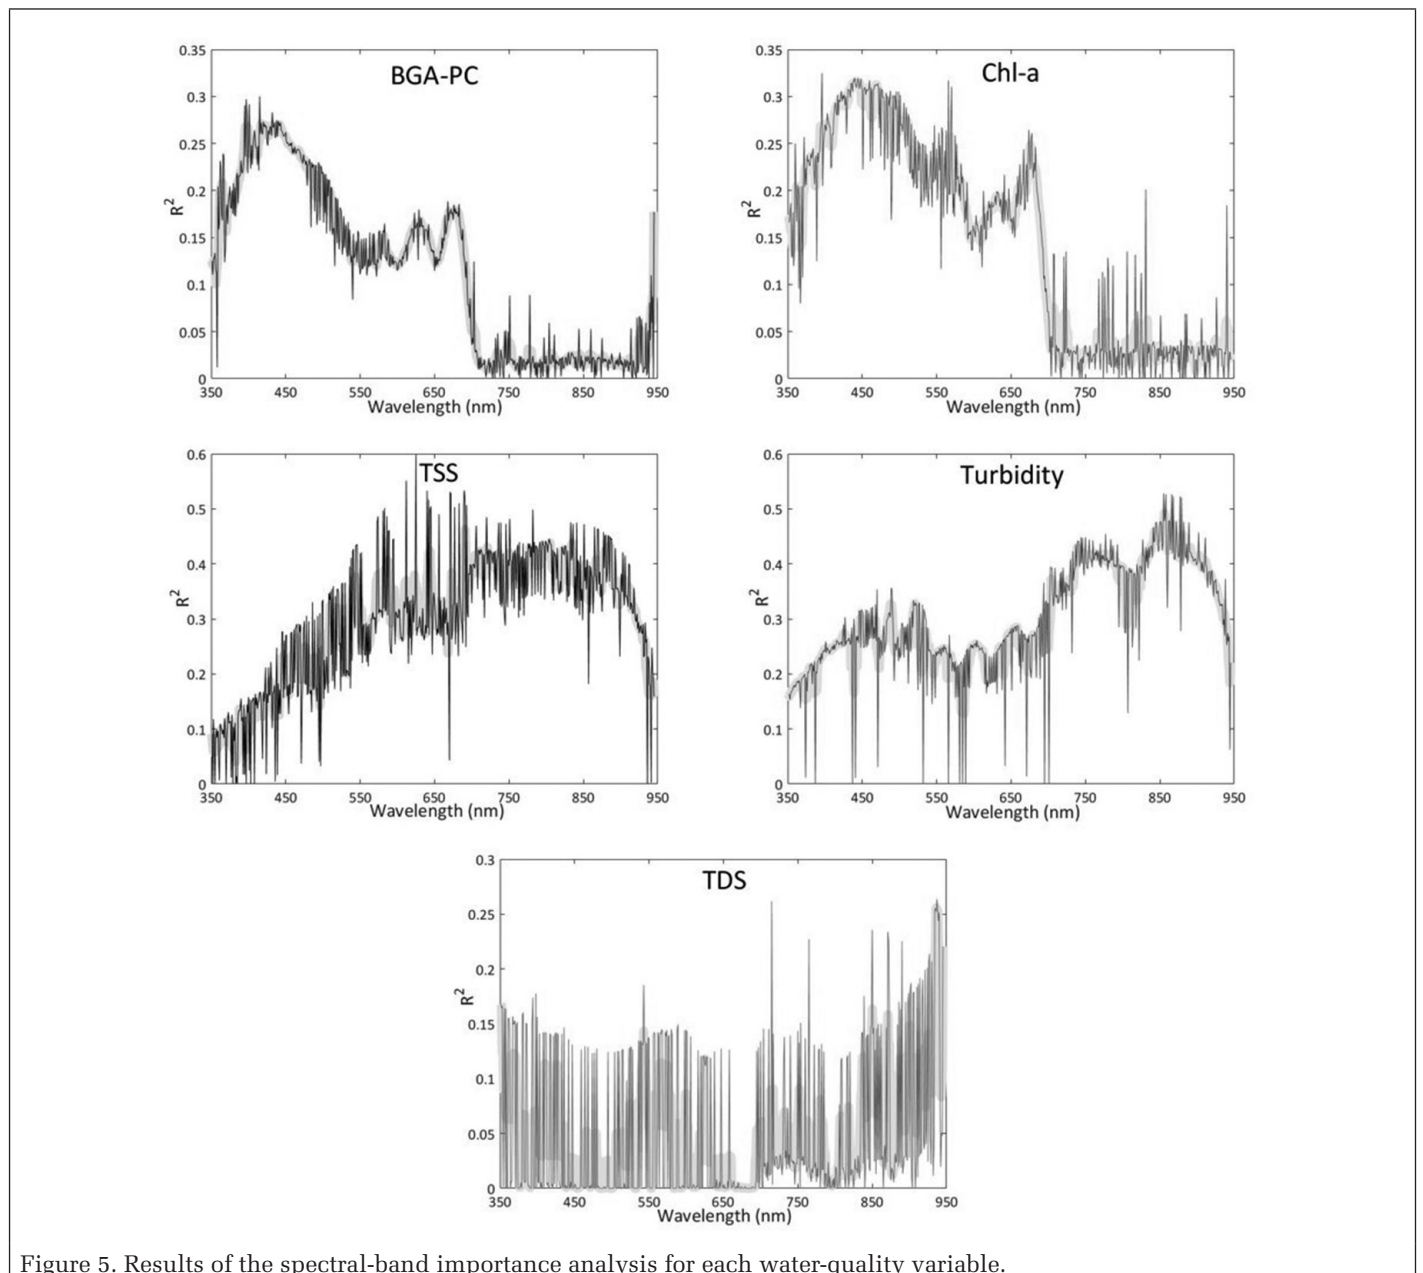 BGA-PC
0.35
0.3
0.25
0.2
0.15
0.1
0.05
0
R2
350 450 550 650 750 850 950
Wavelength (nm)
Chl-a
0.35
0.3
0.25
0.2
0.15
0.1
0.05
0
R2
350 450 550 650 750 850 950
Wavelength (nm)
TSS
0.6
0.5
0.4
0.3
0.2
0.1
0
R2
350 450 550 650 750 850 950
Wavelength (nm)
Turbidity
0.6
0.5
0.4
0.3
0.2
0.1
0
R2
350 450 550 650 750 850 950
Wavelength (nm)
TDS
0.3
0.25
0.2
0.15
0.1
0.05
0
R2
350 450 550 650 750 850 950
Wavelength (nm)
Figure 5. Results of the spectral-band importance analysis for each water-quality variable.